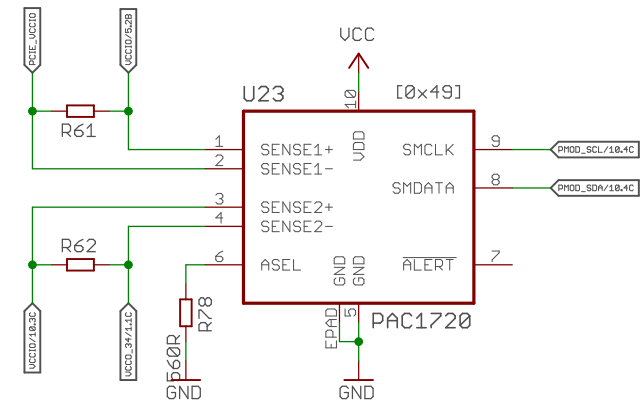 PCIE_VCCIO
VCCIO/5.2B
VCC
U23
10
[0x49]
R61
VDD
1
SENSE1+
SMCLK
9
PMOD_SCL/10.4C
2
SENSE1-
SMDATA
8
PMOD_SDA/10.4C
3
SENSE2+
4
SENSE2-
R62
6
ASEL
GND
GND
ALERT
7
VCCIO/10.3C
VCCO_34/1.1C
R78
560R
EPAD
5
PAC1720
GND
GND